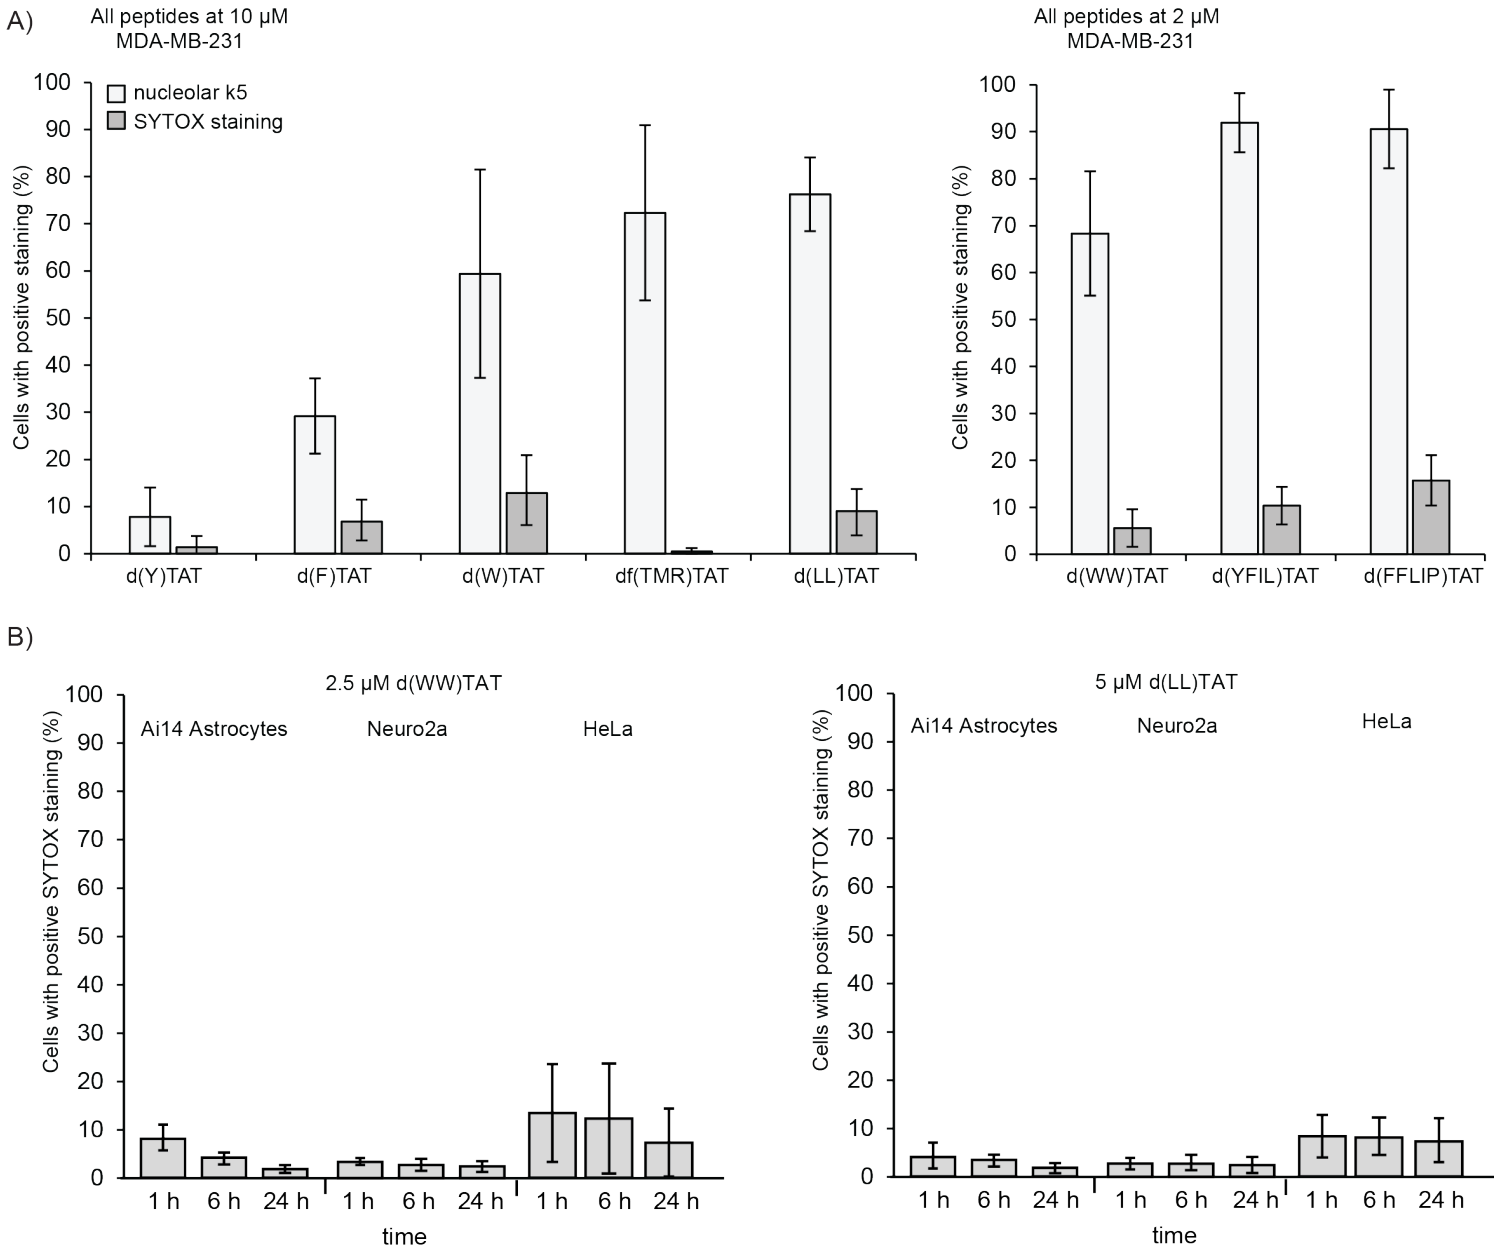 A)
All peptides at 10 µM
MDA-MB-231
Cells with positive staining (%)
100
90
80
70
60
50
40
30
20
10
0
nucleolar k5
SYTOX staining
d(Y)TAT
d(F)TAT
d(W)TAT
df(TMR)TAT
d(LL)TAT
All peptides at 2 µM
MDA-MB-231
Cells with positive staining (%)
100
90
80
70
60
50
40
30
20
10
0
d(WW)TAT
d(YFIL)TAT
d(FFLIP)TAT
B)
2.5 µM d(WW)TAT
Cells with positive SYTOX staining (%)
100
90
80
70
60
50
40
30
20
10
0
Ai14 Astrocytes
Neuro2a
HeLa
1 h
6 h
24 h
1 h
6 h
24 h
1 h
6 h
24 h
time
5 µM d(LL)TAT
Cells with positive SYTOX staining (%)
100
90
80
70
60
50
40
30
20
10
0
Ai14 Astrocytes
Neuro2a
HeLa
1 h
6 h
24 h
1 h
6 h
24 h
1 h
6 h
24 h
time